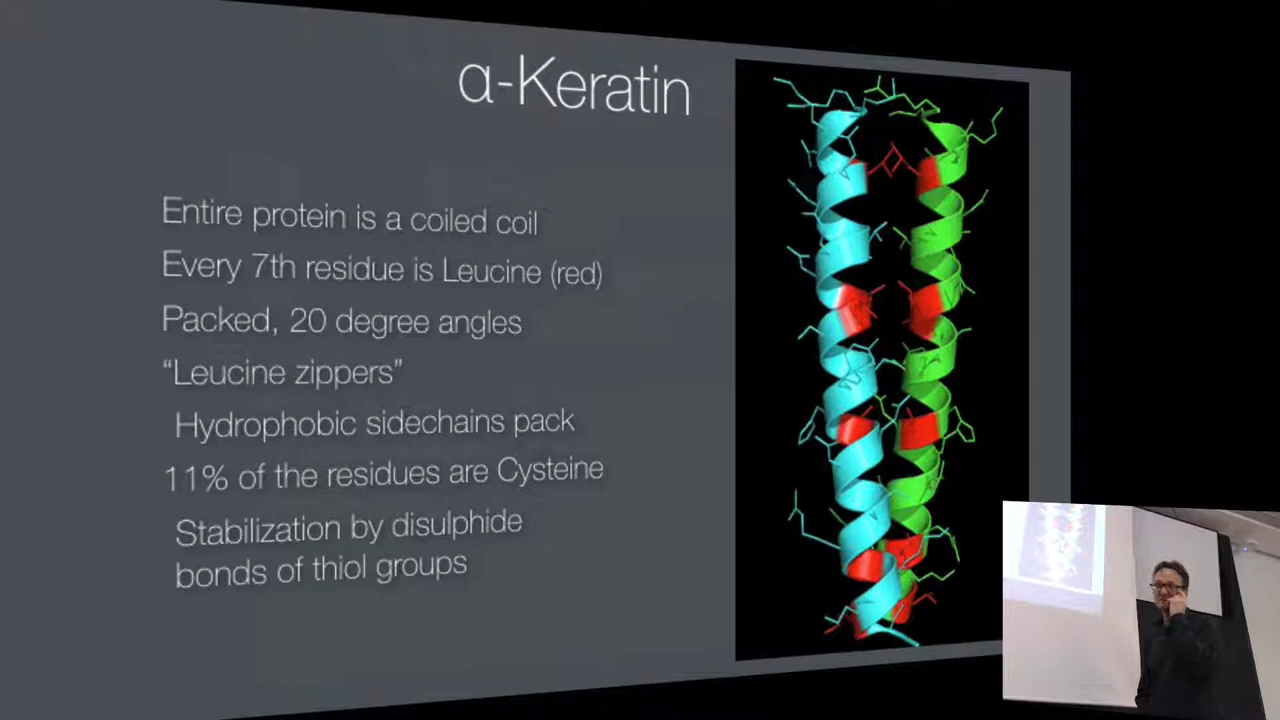 α-Keratin
Entire protein is a coiled coil
Every 7th residue is Leucine (red)
Packed, 20 degree angles
“Leucine zippers”
Hydrophobic sidechains pack
11% of the residues are Cysteine
Stabilization by disulphide
bonds of thiol groups